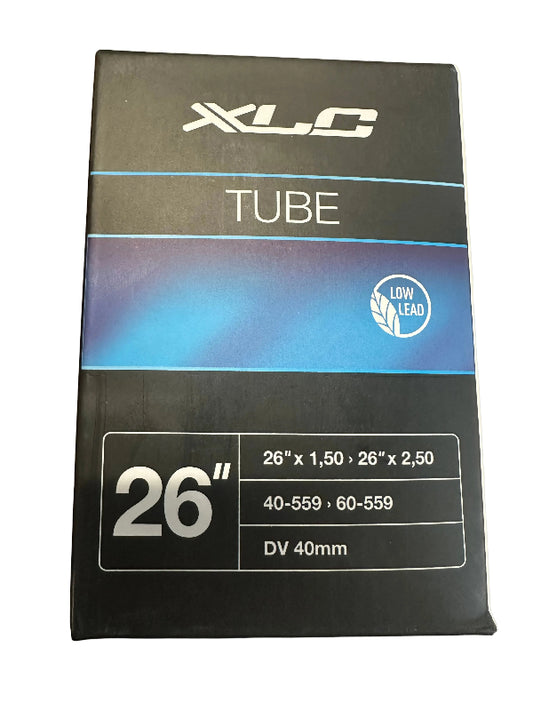 XLC
TUBE
LOW
LEAD
26"
26" x 1,50 › 26" x 2,50
40-559 › 60-559
DV 40mm